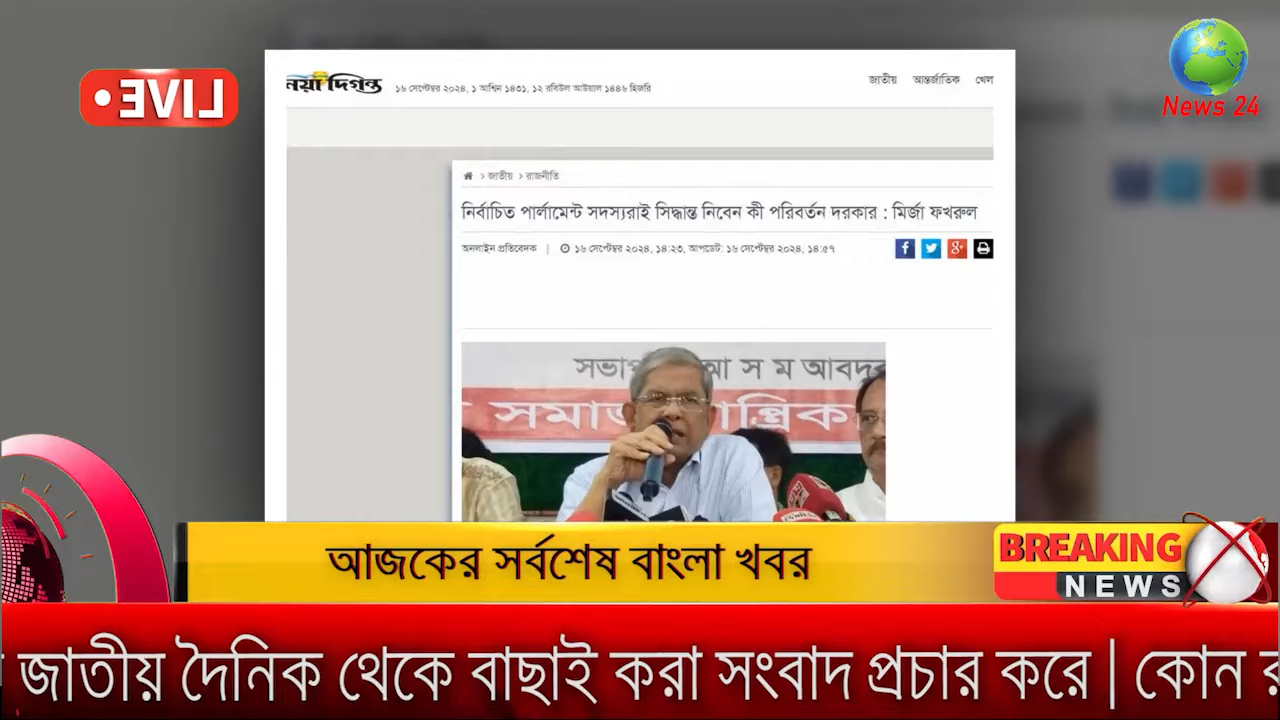 LIVE
News 24
নয়া দিগন্ত
১৬ সেপ্টেম্বর ২০২৪, ১ আশ্বিন ১৪৩১, ১২ রবিউল আউয়াল ১৪৪৬ হিজরি
জাতীয় আন্তর্জাতিক খেল
> জাতীয় > রাজনীতি
নির্বাচিত পার্লামেন্ট সদস্যরাই সিদ্ধান্ত নিবেন কী পরিবর্তন দরকার : মির্জা ফখরুল
অনলাইন প্রতিবেদক | ১৬ সেপ্টেম্বর ২০২৪, ১৪:২৩, আপডেট: ১৬ সেপ্টেম্বর ২০২৪, ১৪:৫৭
আ স ম
আজকের সর্বশেষ বাংলা খবর
BREAKING
NEWS
জাতীয় দৈনিক থেকে বাছাই করা সংবাদ প্রচার করে | কোন